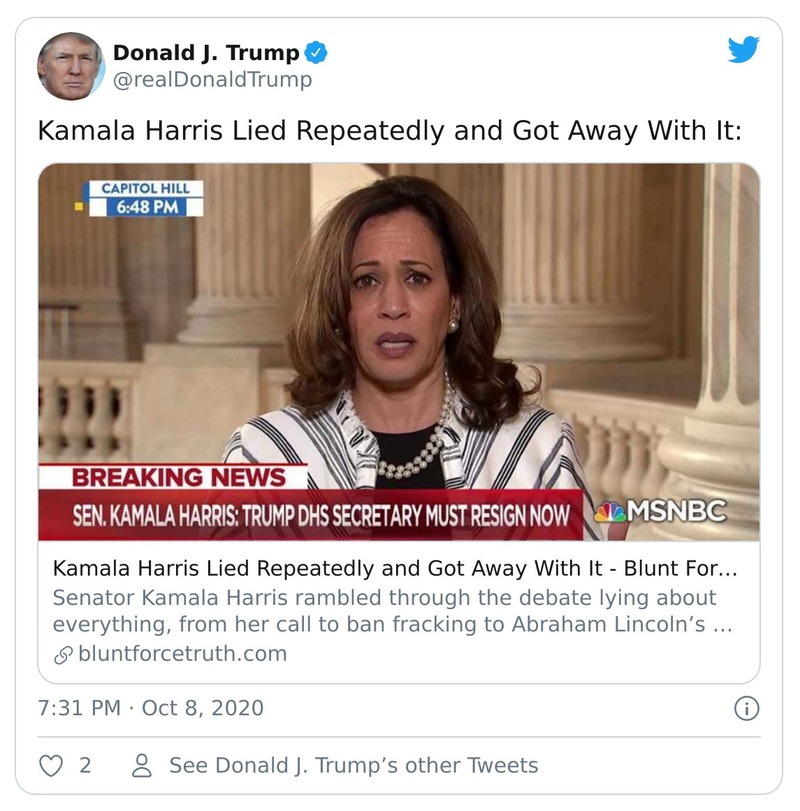 Donald J. Trump
@realDonaldTrump
Kamala Harris Lied Repeatedly and Got Away With It:
CAPITOL HILL
6:48 PM
BREAKING NEWS
SEN. KAMALA HARRIS: TRUMP DHS SECRETARY MUST RESIGN NOW
MSNBC
Kamala Harris Lied Repeatedly and Got Away With It - Blunt For...
Senator Kamala Harris rambled through the debate lying about
everything, from her call to ban fracking to Abraham Lincoln’s ...
bluntforcetruth.com
7:31 PM · Oct 8, 2020
2
See Donald J. Trump’s other Tweets